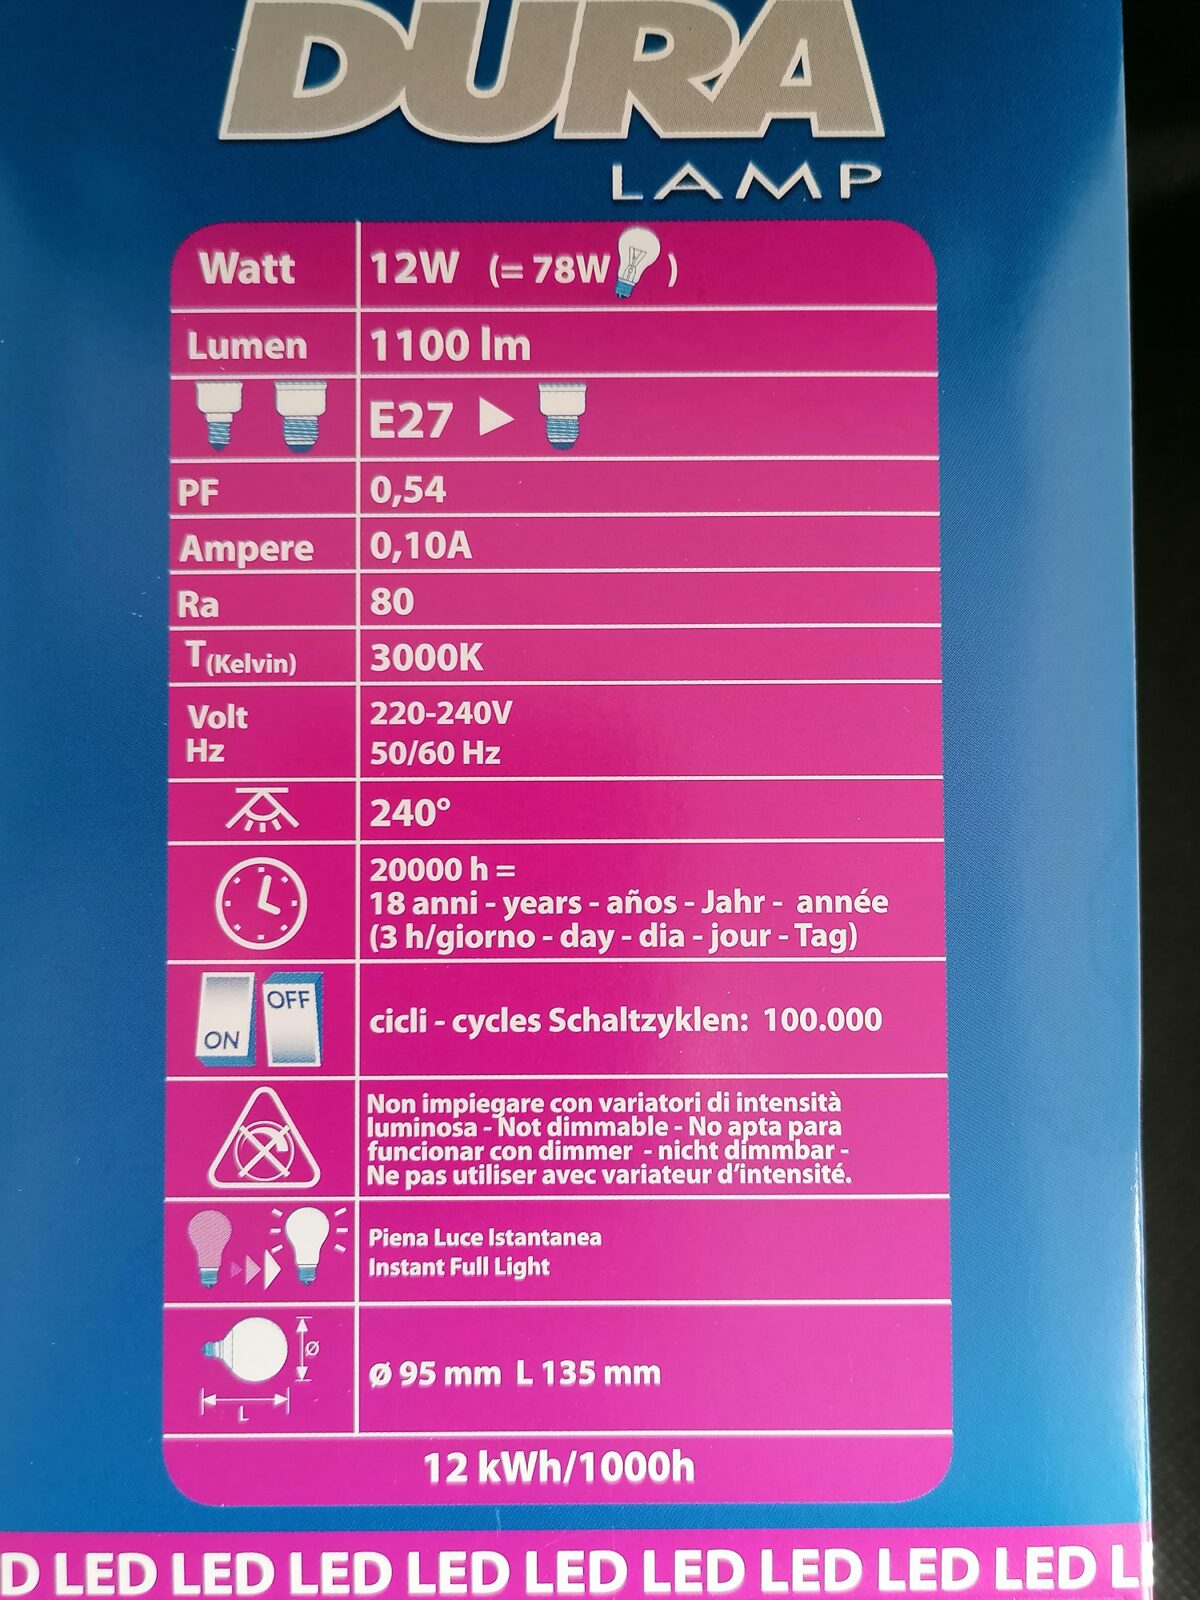 DURA
LAMP
Watt 12W (= 78W )
Lumen 1100 lm
E27
PF 0,54
Ampere 0,10A
Ra 80
T(Kelvin) 3000K
Volt 220-240V
Hz 50/60 Hz
240°
20000 h =
18 anni - years - años - Jahr - année
(3 h/giorno - day - dia - jour - Tag)
OFF
ON
cicli - cycles Schaltzyklen: 100.000
Non impiegare con variatori di intensità
luminosa - Not dimmable - No apta para
funcionar con dimmer - nicht dimmbar -
Ne pas utiliser avec variateur d'intensité.
Piena Luce Istantanea
Instant Full Light
Ø
L
Ø 95 mm L 135 mm
12 kWh/1000h
D LED LED LED LED LED LED LED LED LED L